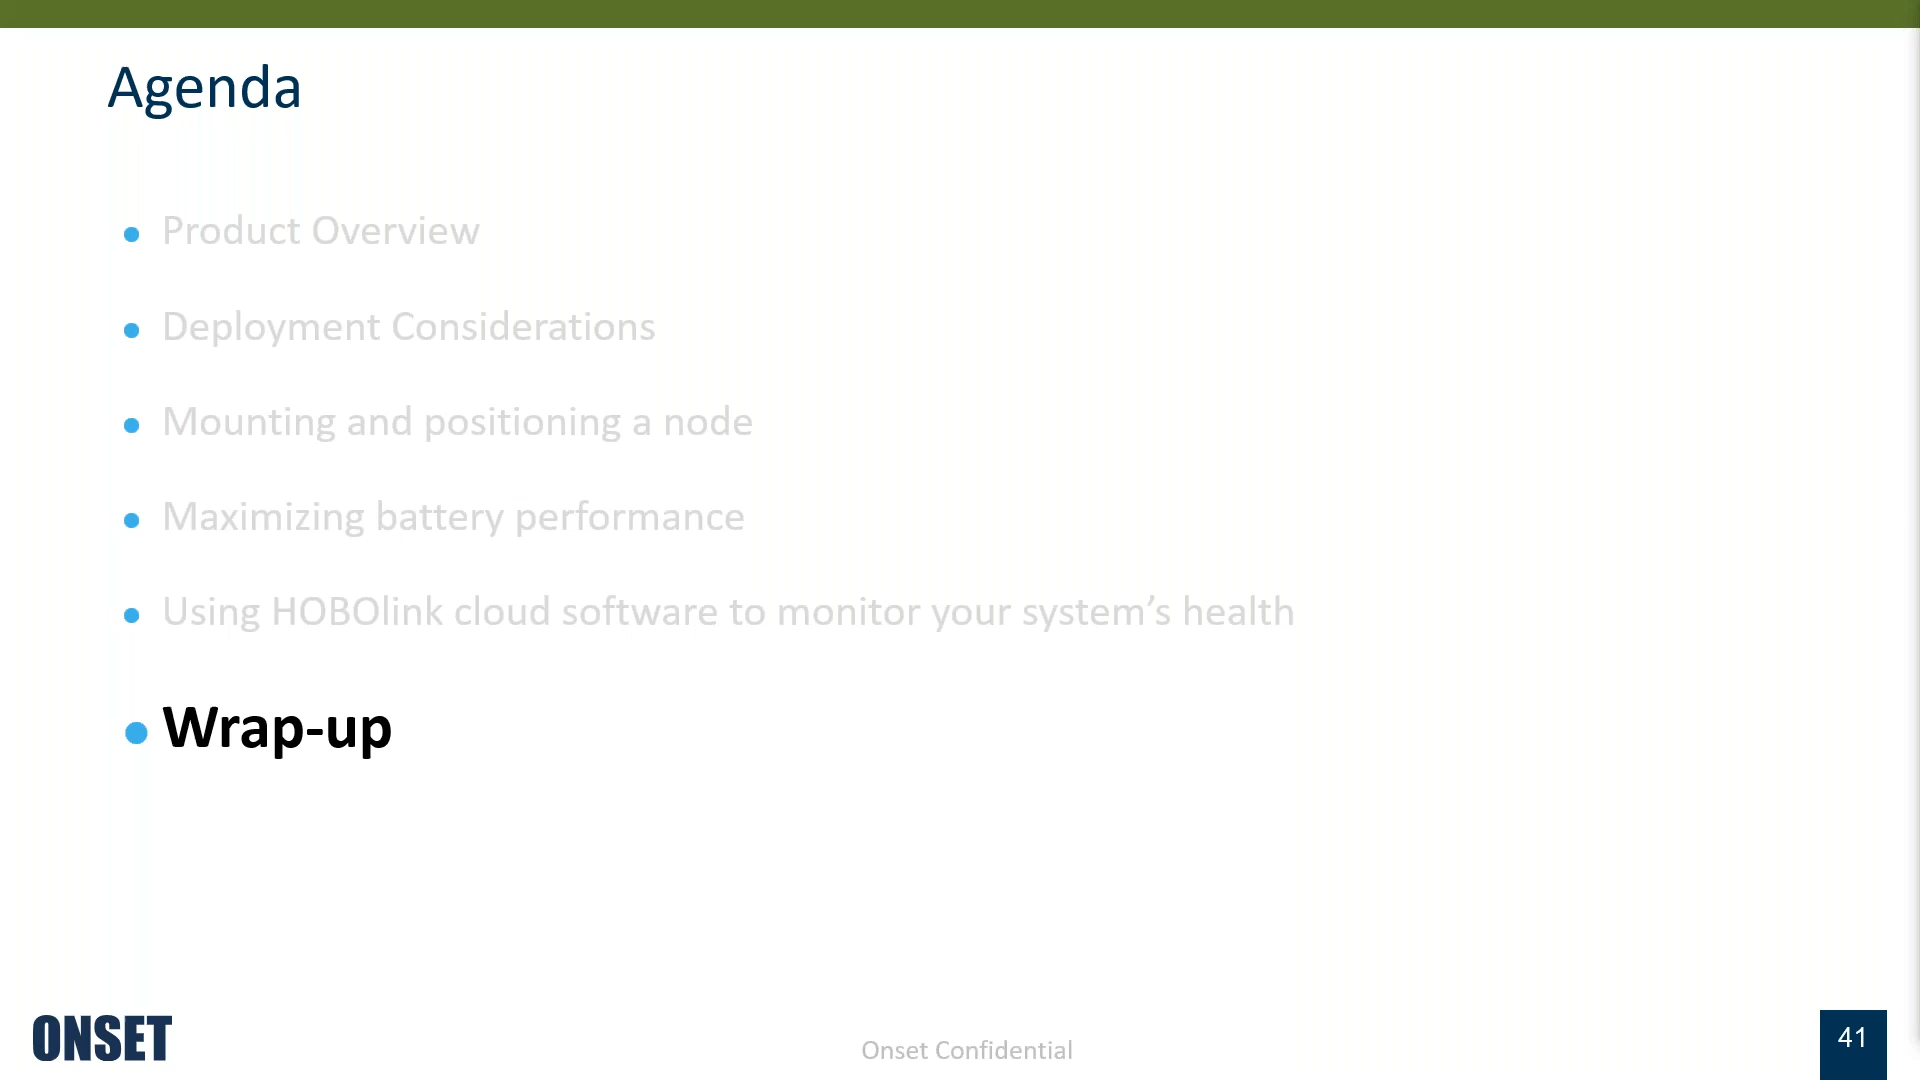 Agenda
• Product Overview
• Deployment Considerations
• Mounting and positioning a node
• Maximizing battery performance
• Using HOBOlink cloud software to monitor your system’s health
• Wrap-up
ONSET
Onset Confidential
41